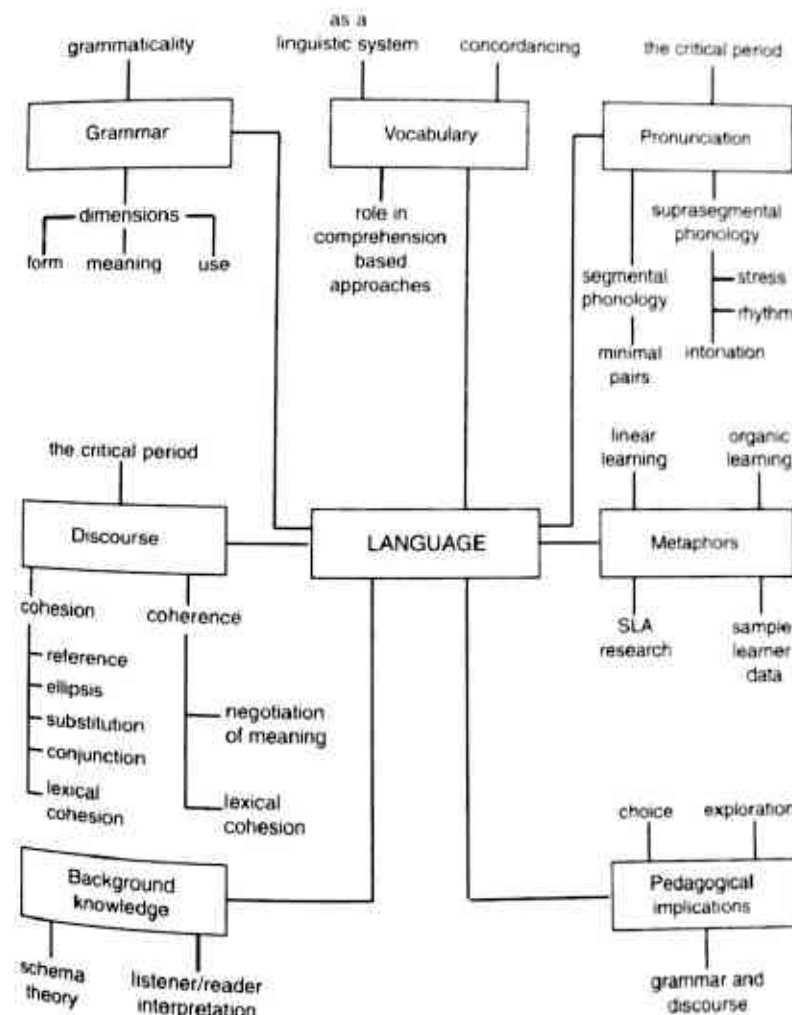 as a
linguistic system
grammaticality
concordancing
the critical period
Grammar
Vocabulary
Pronunciation
dimensions
form
meaning
use
role in
comprehension
based
approaches
suprasegmental
phonology
segmental
phonology
stress
rhythm
minimal
pairs
intonation
the critical period
linear
learning
organic
learning
Discourse
LANGUAGE
Metaphors
cohesion
coherence
reference
ellipsis
substitution
conjunction
lexical
cohesion
negotiation
of meaning
lexical
cohesion
SLA
research
sample
learner
data
choice
exploration
Background
knowledge
Pedagogical
implications
schema
theory
listener/reader
interpretation
grammar and
discourse